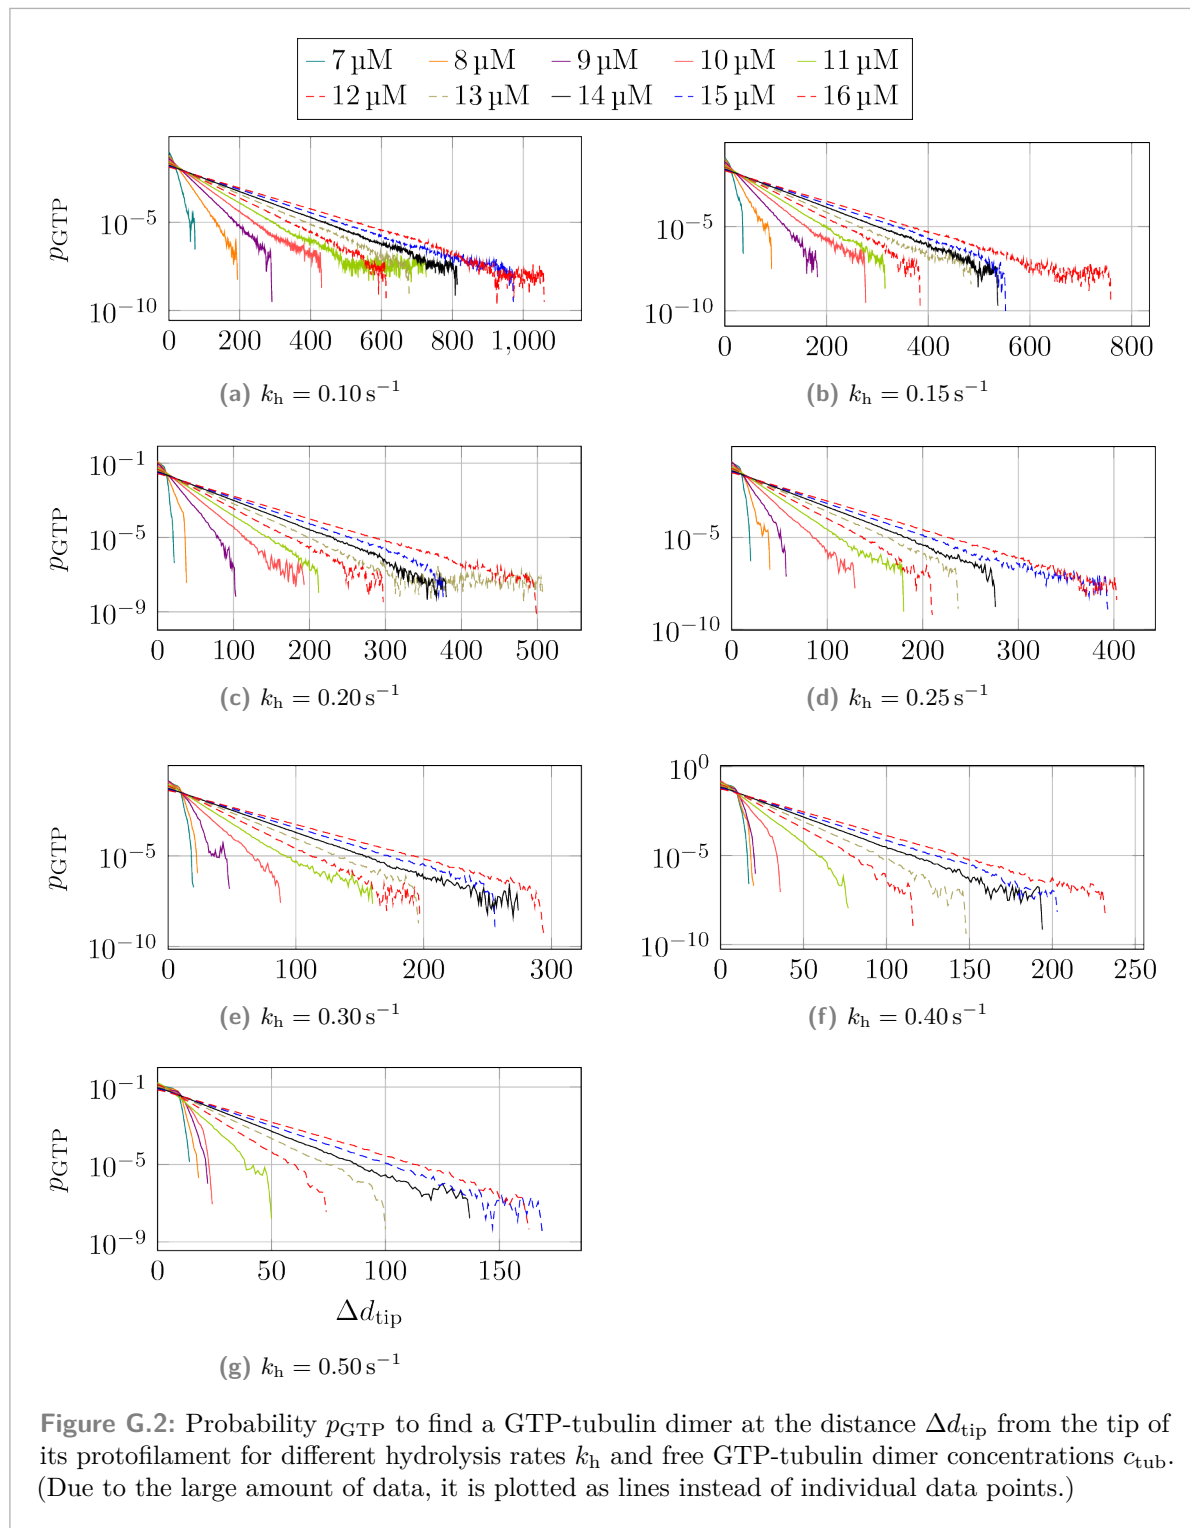 7 µM 8 µM 9 µM 10 µM 11 µM
12 µM 13 µM 14 µM 15 µM 16 µM
p_GTP
10^−5
10^−10
0 200 400 600 800 1,000
(a) k_h = 0.10 s^−1
10^−5
10^−10
0 200 400 600 800
(b) k_h = 0.15 s^−1
p_GTP
10^−1
10^−5
10^−9
0 100 200 300 400 500
(c) k_h = 0.20 s^−1
10^−5
10^−10
0 100 200 300 400
(d) k_h = 0.25 s^−1
p_GTP
10^−5
10^−10
0 100 200 300
(e) k_h = 0.30 s^−1
10^0
10^−5
10^−10
0 50 100 150 200 250
(f) k_h = 0.40 s^−1
p_GTP
10^−1
10^−5
10^−9
0 50 100 150
Δd_tip
(g) k_h = 0.50 s^−1
Figure G.2: Probability p_GTP to find a GTP-tubulin dimer at the distance Δd_tip from the tip of
its protofilament for different hydrolysis rates k_h and free GTP-tubulin dimer concentrations c_tub.
(Due to the large amount of data, it is plotted as lines instead of individual data points.)